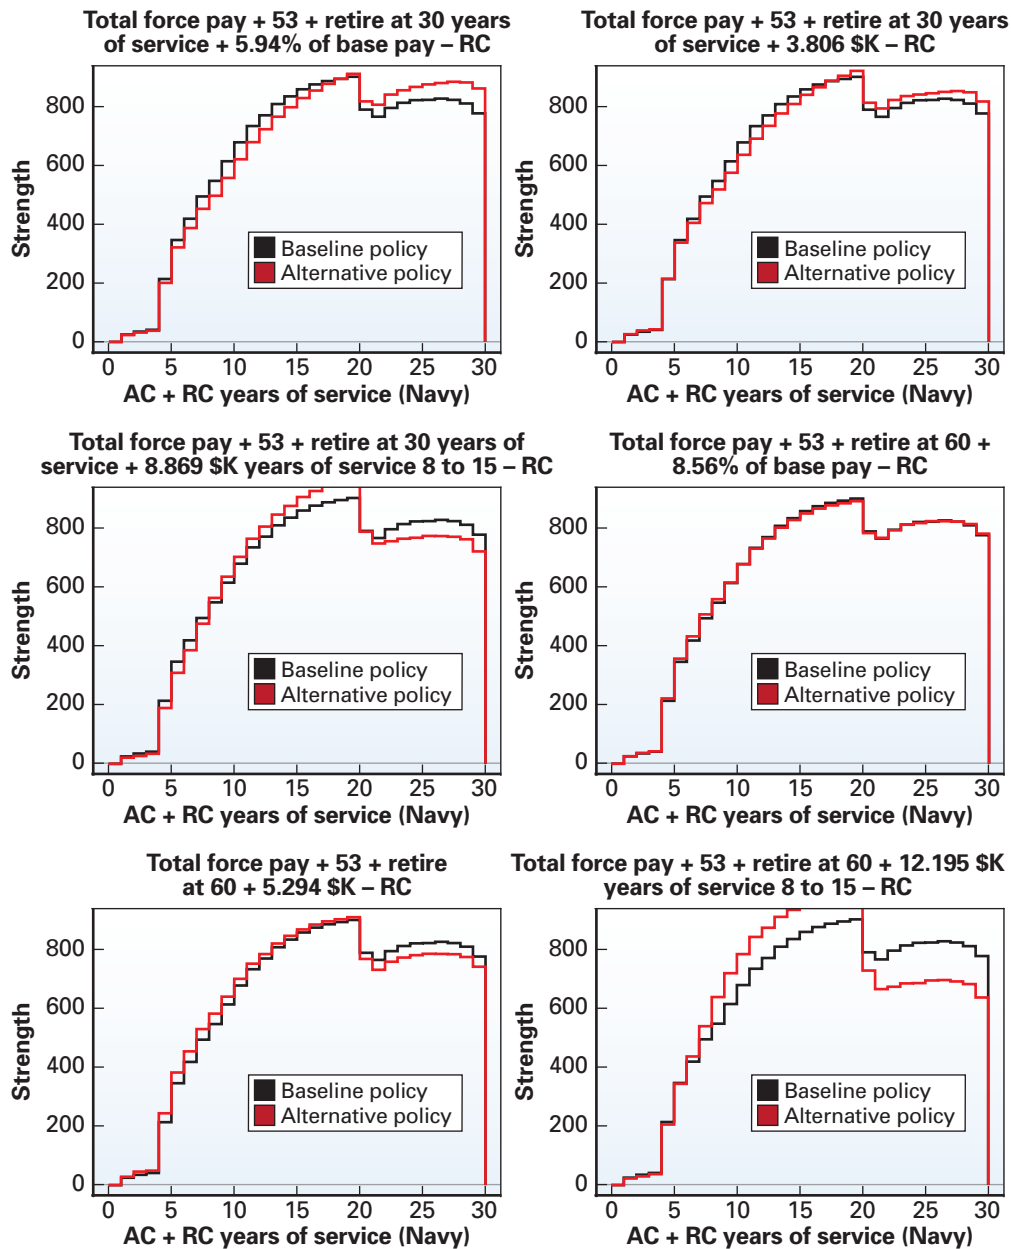 Total force pay + 53 + retire at 30 years
of service + 5.94% of base pay – RC
800
600
400
200
0
Strength
Baseline policy
Alternative policy
0 5 10 15 20 25 30
AC + RC years of service (Navy)
Total force pay + 53 + retire at 30 years
of service + 3.806 $K – RC
800
600
400
200
0
Strength
Baseline policy
Alternative policy
0 5 10 15 20 25 30
AC + RC years of service (Navy)
Total force pay + 53 + retire at 30 years of
service + 8.869 $K years of service 8 to 15 – RC
800
600
400
200
0
Strength
Baseline policy
Alternative policy
0 5 10 15 20 25 30
AC + RC years of service (Navy)
Total force pay + 53 + retire at 60 +
8.56% of base pay – RC
800
600
400
200
0
Strength
Baseline policy
Alternative policy
0 5 10 15 20 25 30
AC + RC years of service (Navy)
Total force pay + 53 + retire
at 60 + 5.294 $K – RC
800
600
400
200
0
Strength
Baseline policy
Alternative policy
0 5 10 15 20 25 30
AC + RC years of service (Navy)
Total force pay + 53 + retire at 60 + 12.195 $K
years of service 8 to 15 – RC
800
600
400
200
0
Strength
Baseline policy
Alternative policy
0 5 10 15 20 25 30
AC + RC years of service (Navy)